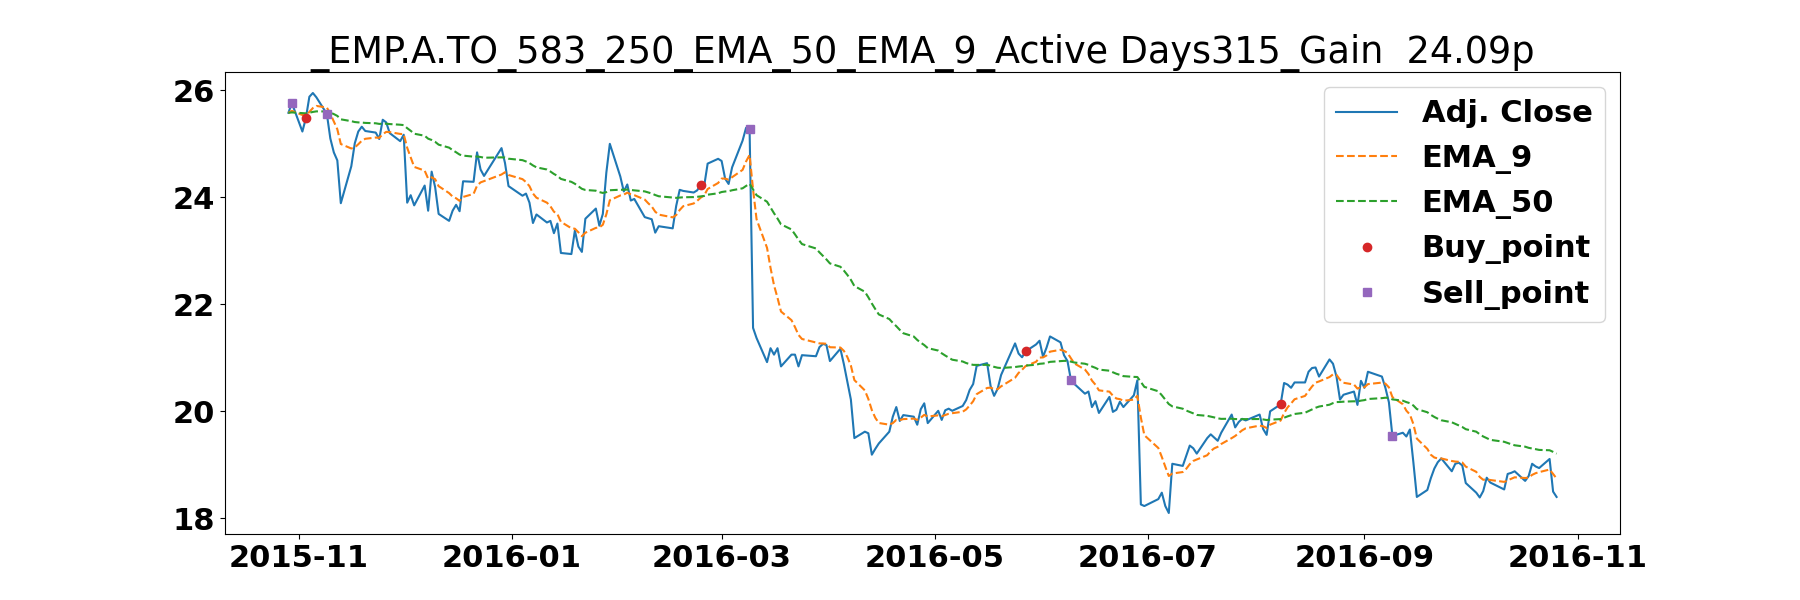 _EMP.A.TO_583_250_EMA_50_EMA_9_Active Days315_Gain  24.09p
26
24
22
20
18
2015-11 2016-01 2016-03 2016-05 2016-07 2016-09 2016-11
Adj. Close
EMA_9
EMA_50
Buy_point
Sell_point